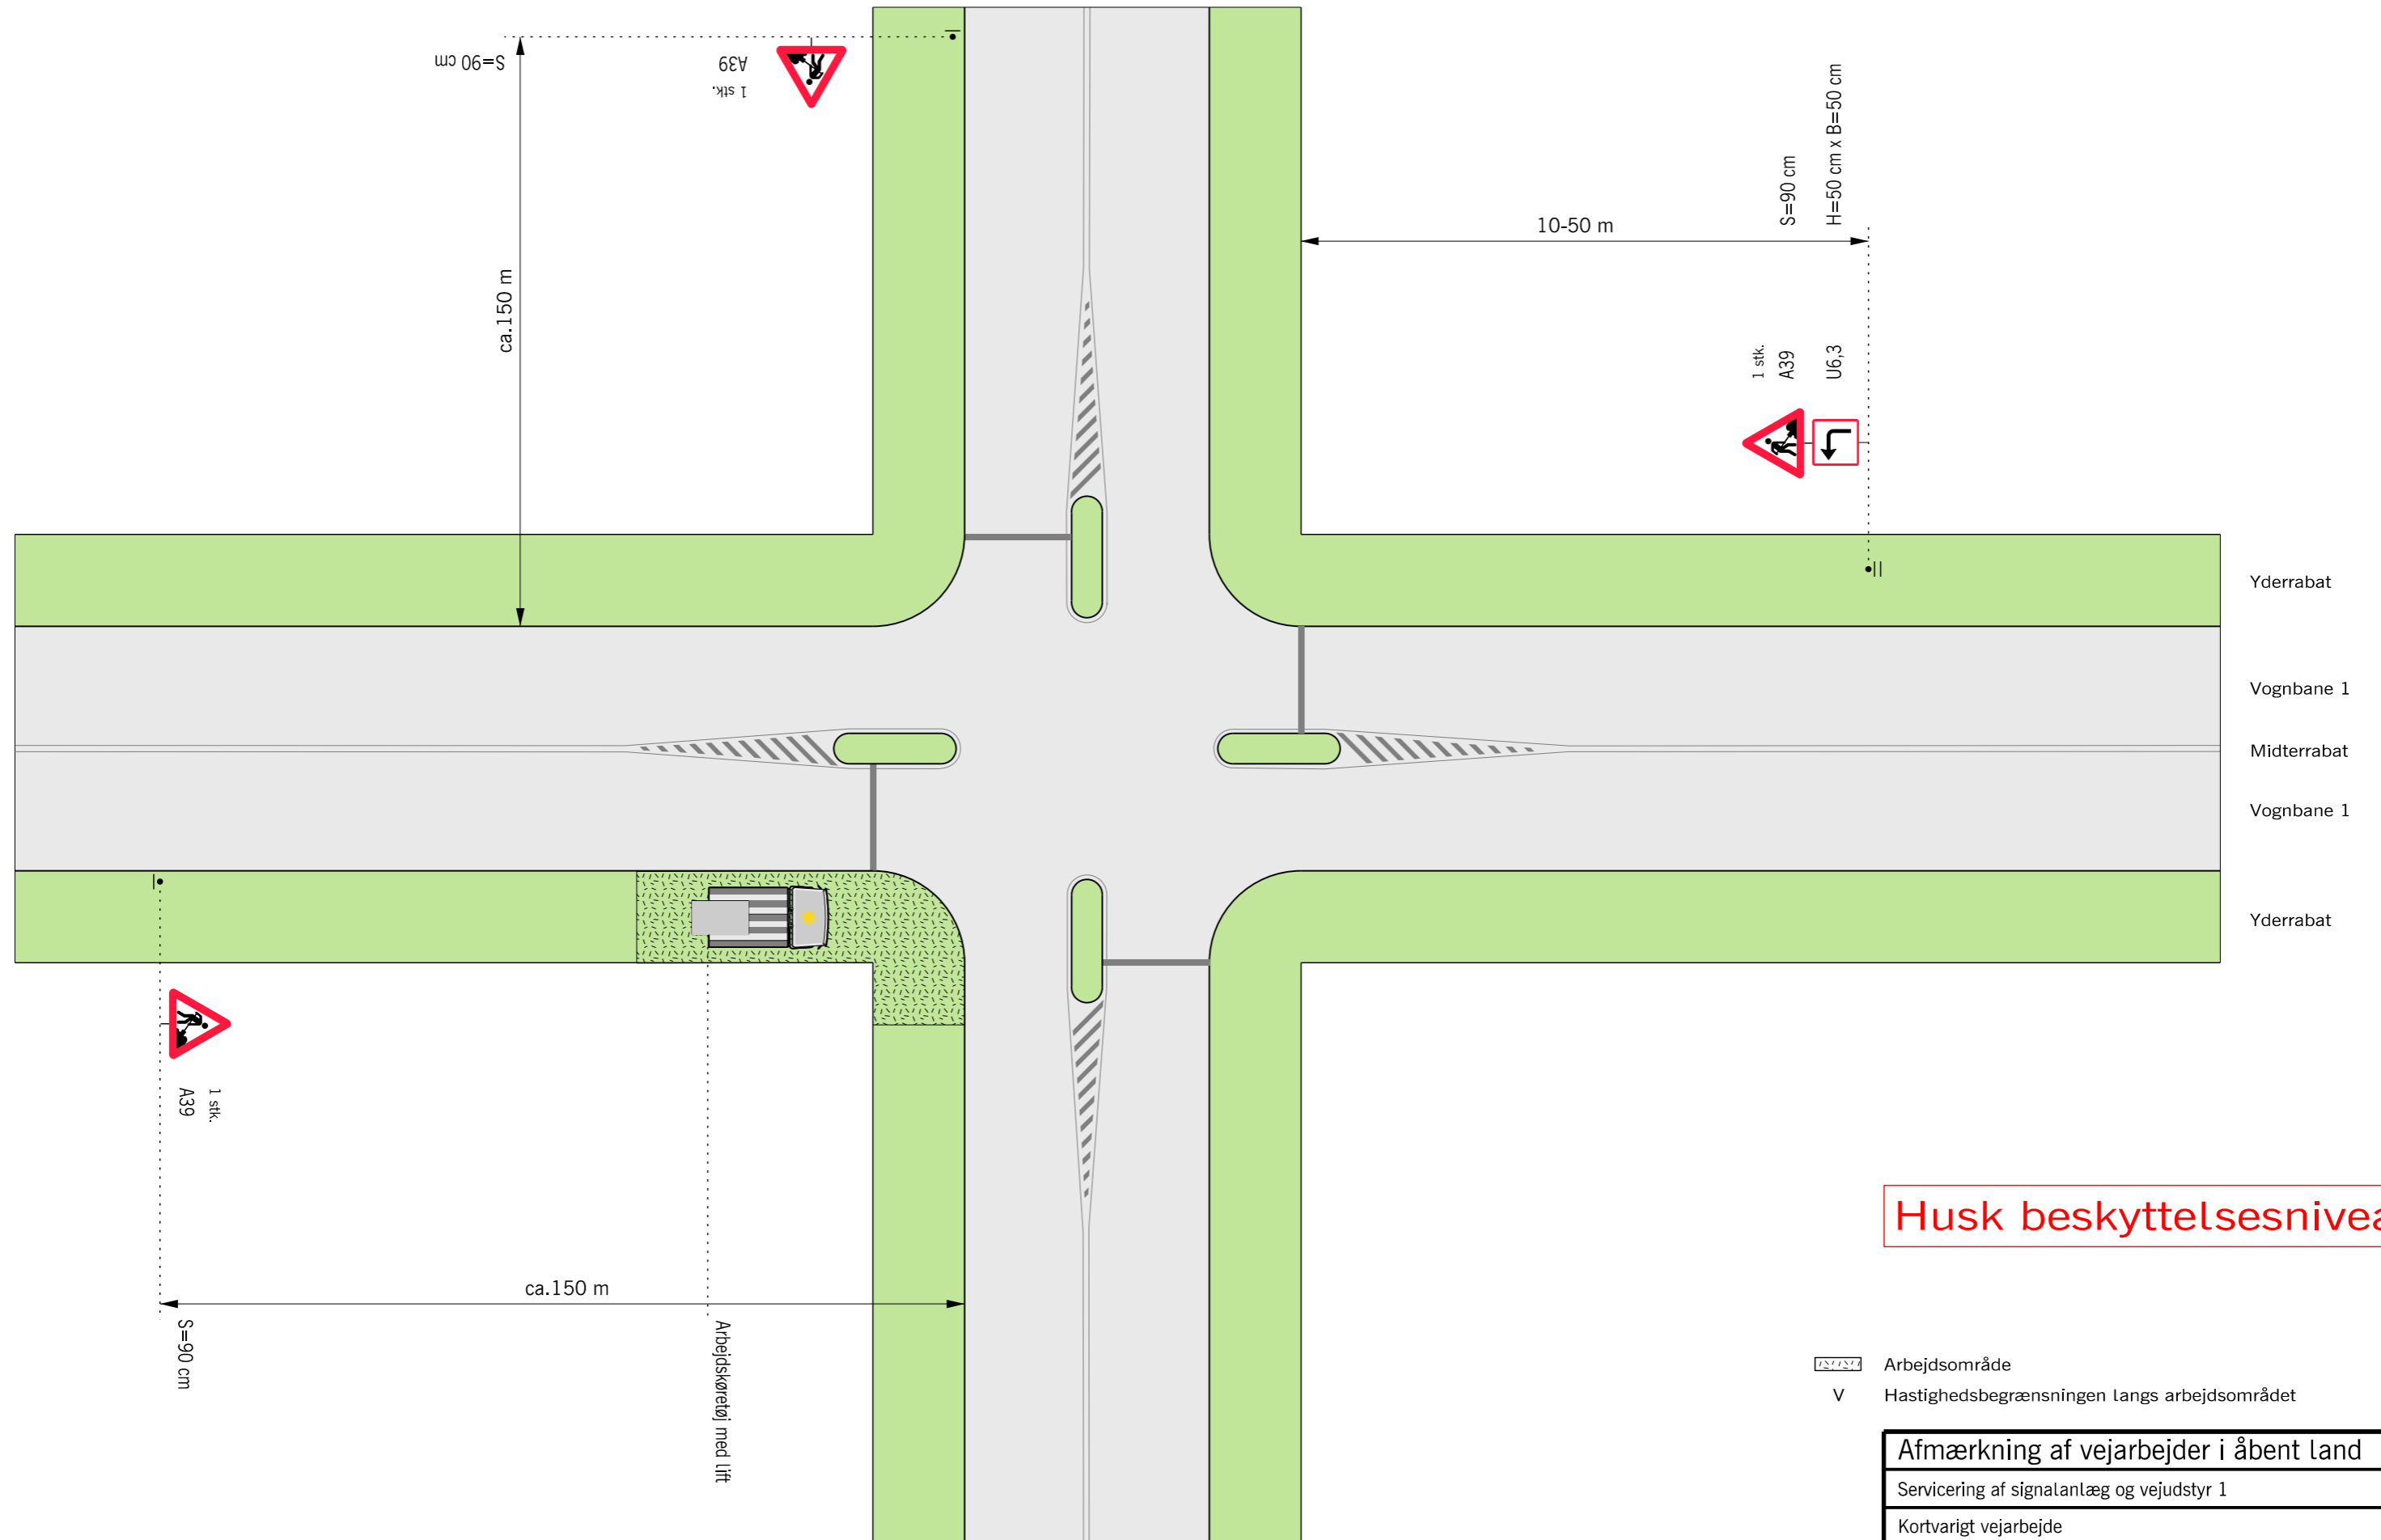 S=90 cm
A39
1 stk.
ca.150 m
10-50 m
S=90 cm
H=50 cm x B=50 cm
1 stk.
A39
U6,3
Yderrabat
Vognbane 1
Midterrabat
Vognbane 1
Yderrabat
1 stk.
A39
ca.150 m
S=90 cm
Arbejdskøretøj med lift
Husk beskyttelsesnivea
Arbejdsområde
V Hastighedsbegrænsningen langs arbejdsområdet
Afmærkning af vejarbejder i åbent land
Servicering af signalanlæg og vejudstyr 1
Kortvarigt vejarbejde